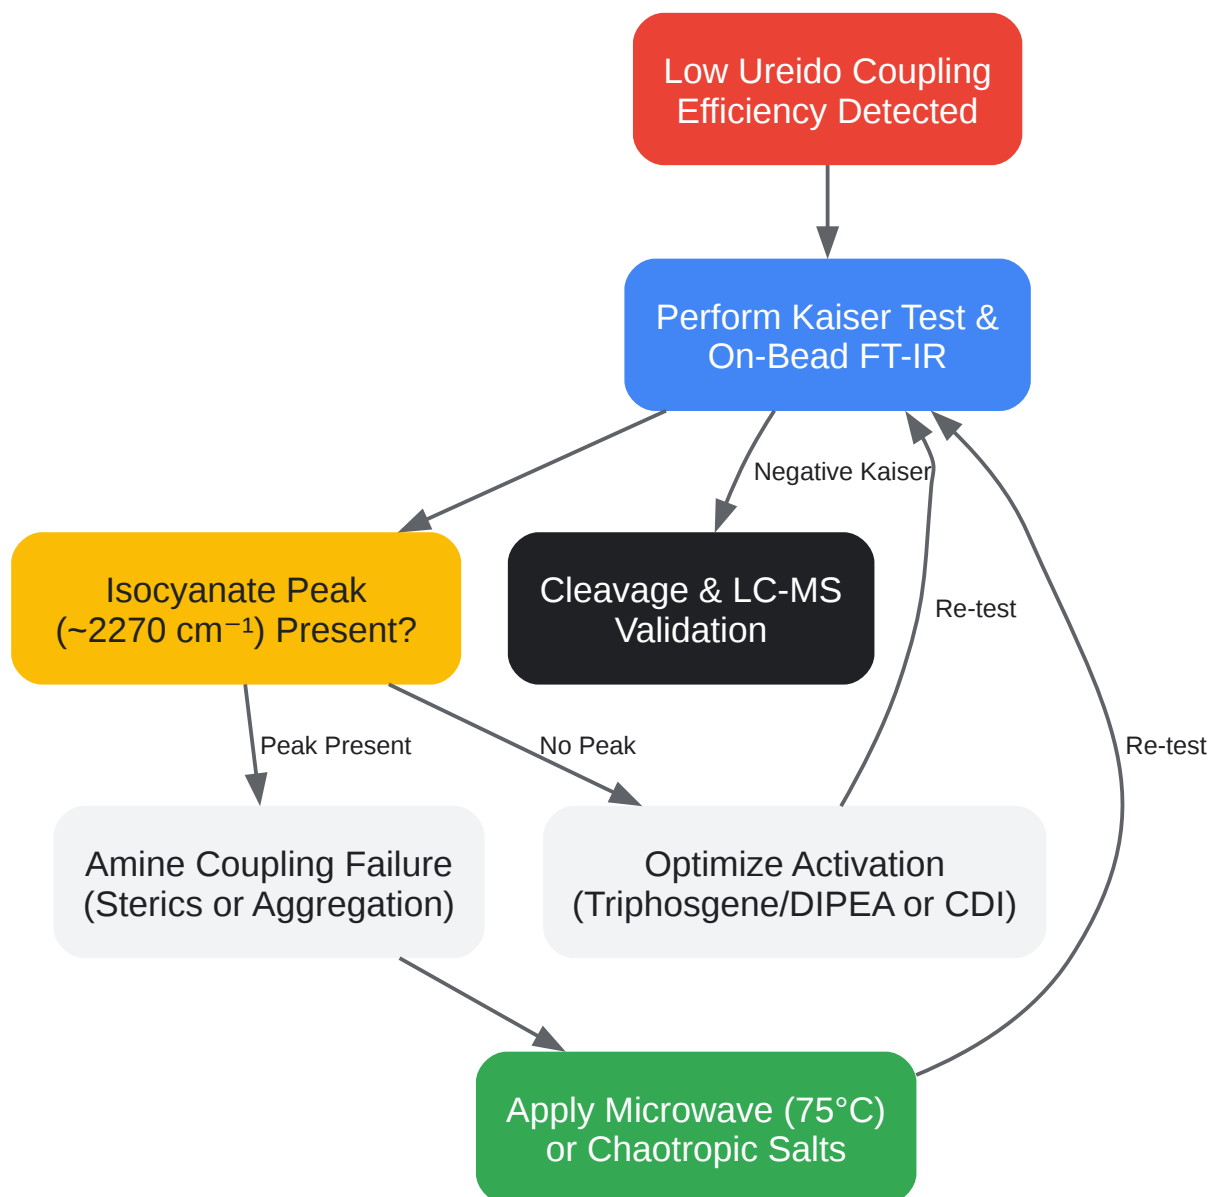 Low Ureido Coupling
Efficiency Detected
Perform Kaiser Test &
On-Bead FT-IR
Negative Kaiser
Isocyanate Peak
(~2270 cm⁻¹) Present?
Cleavage & LC-MS
Validation
Re-test
Peak Present
No Peak
Re-test
Amine Coupling Failure
(Sterics or Aggregation)
Optimize Activation
(Triphosgene/DIPEA or CDI)
Apply Microwave (75°C)
or Chaotropic Salts